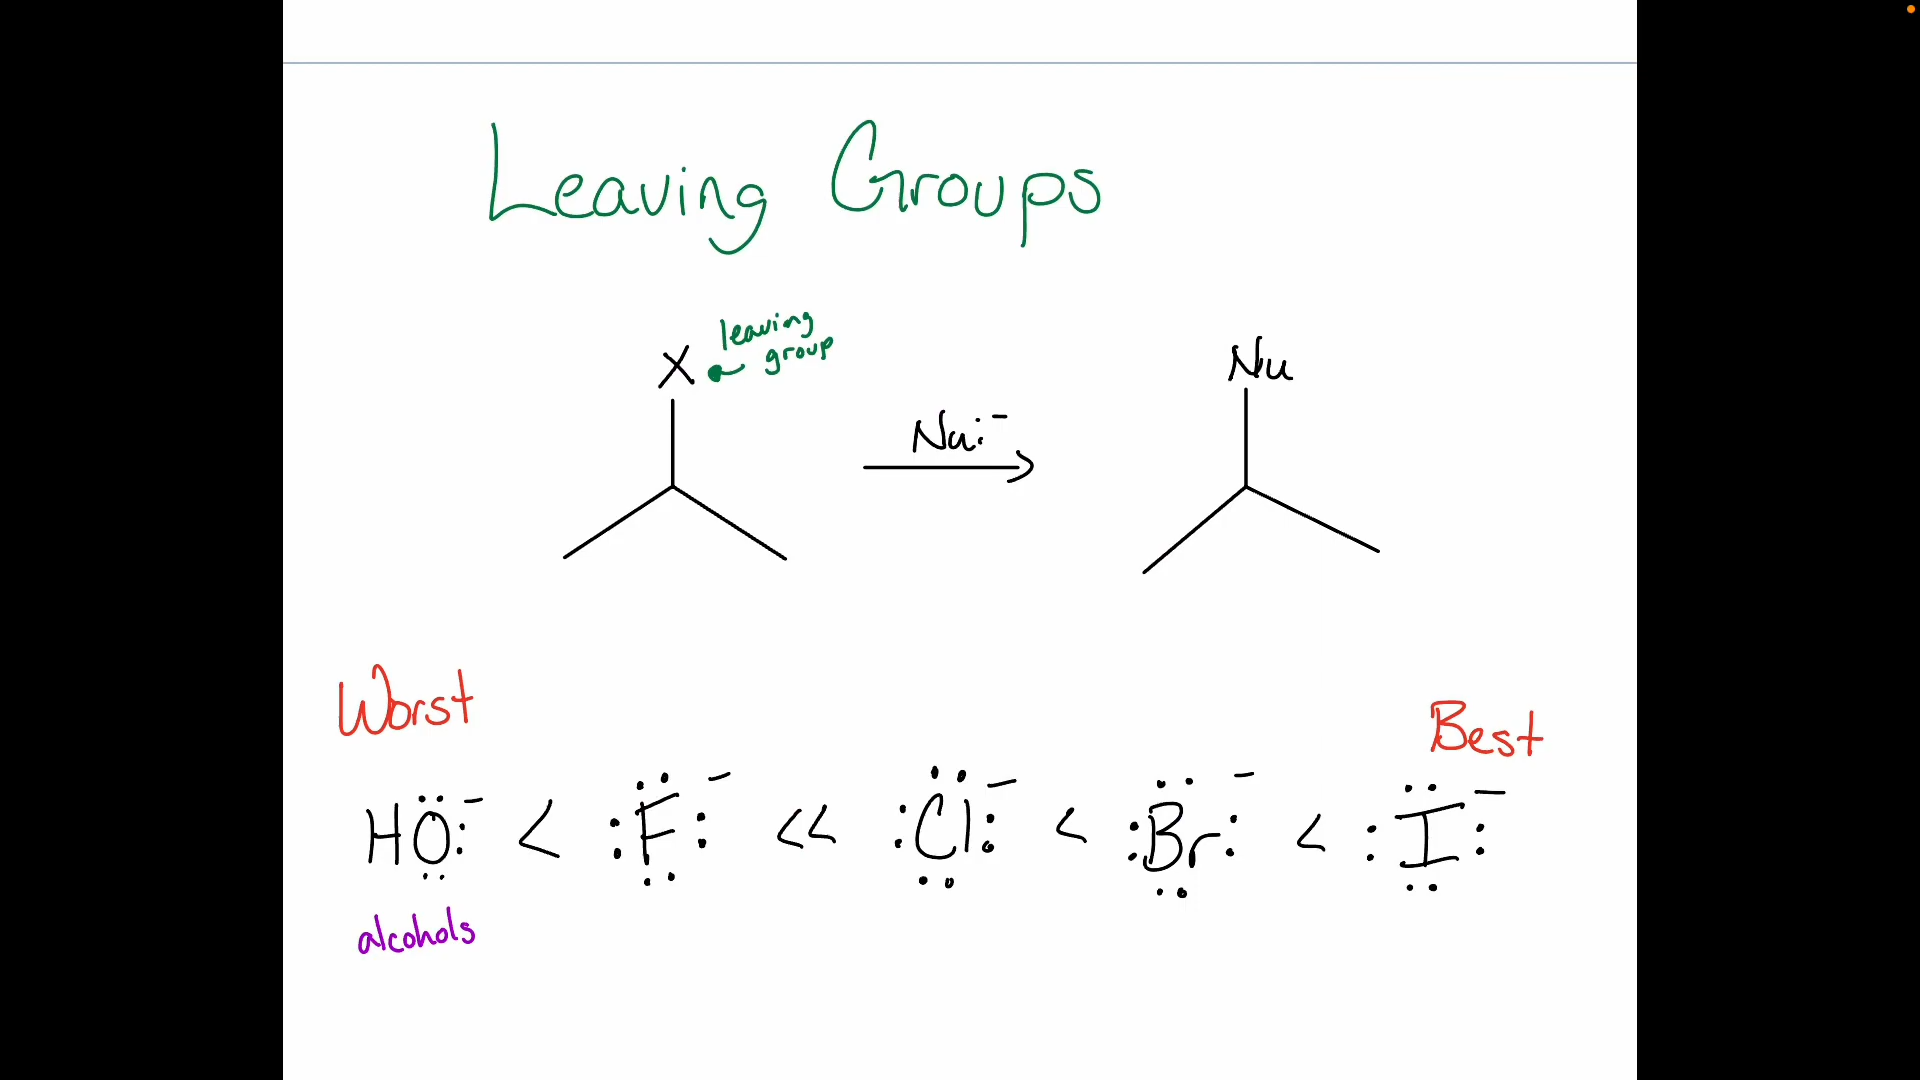 Leaving Groups
X
leaving
group
Nu:⁻
Nu
Worst
Best
HO:⁻ < :F:⁻ << :Cl:⁻ < :Br:⁻ < :I:⁻
alcohols